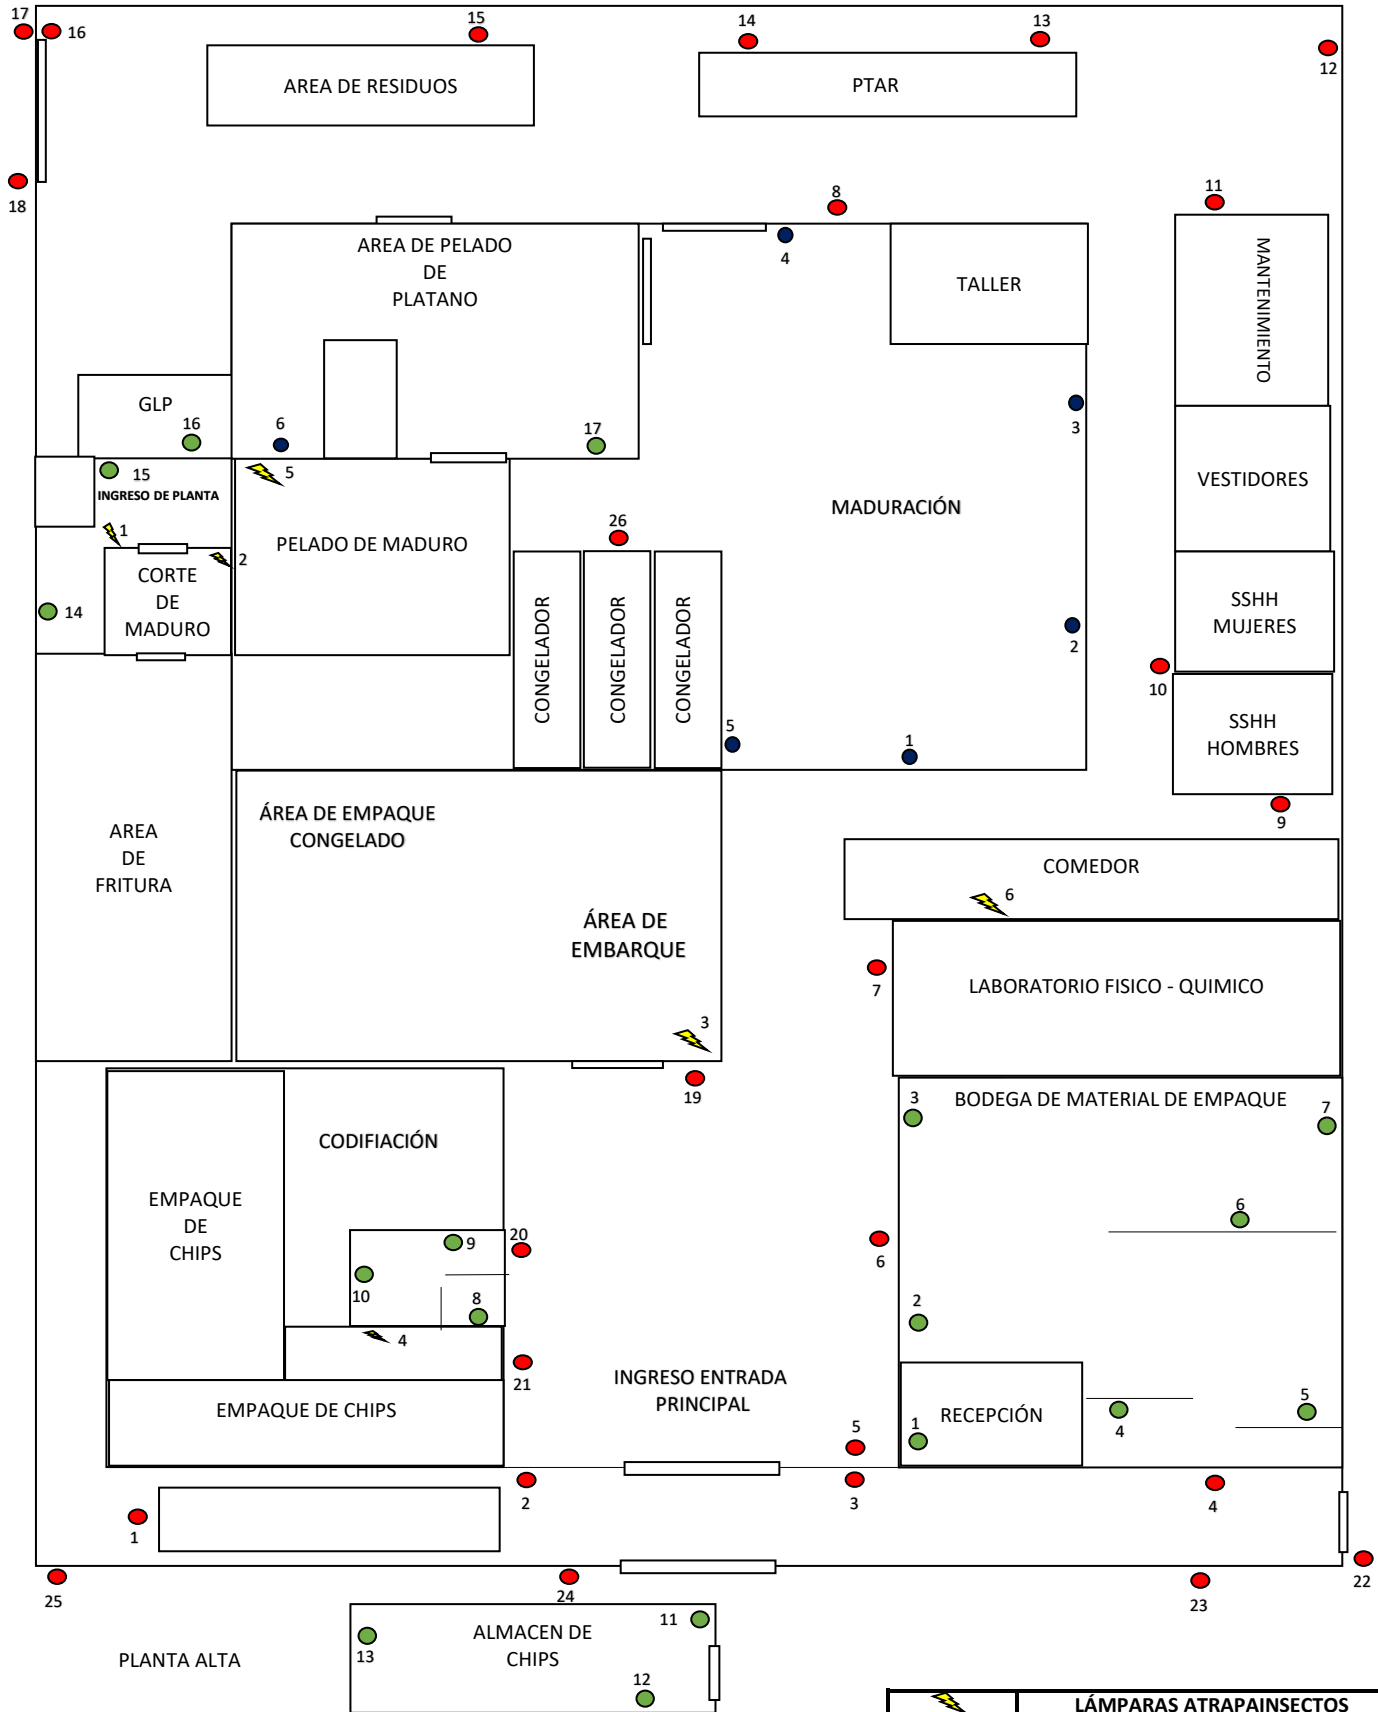 17
16
15
14
13
12
AREA DE RESIDUOS
PTAR
18
8
11
AREA DE PELADO
DE
PLATANO
4
TALLER
MANTENIMIENTO
GLP
16
6
17
3
15
5
INGRESO DE PLANTA
VESTIDORES
MADURACIÓN
1
2
PELADO DE MADURO
26
CORTE
DE
MADURO
14
CONGELADOR
CONGELADOR
CONGELADOR
SSHH
MUJERES
2
10
5
1
SSHH
HOMBRES
9
ÁREA DE EMPAQUE
CONGELADO
AREA
DE
FRITURA
COMEDOR
6
ÁREA DE
EMBARQUE
7
LABORATORIO FISICO - QUIMICO
3
19
3
BODEGA DE MATERIAL DE EMPAQUE
7
CODIFIACIÓN
EMPAQUE
DE
CHIPS
9
20
6
6
10
8
2
4
21
INGRESO ENTRADA
PRINCIPAL
EMPAQUE DE CHIPS
5
1
RECEPCIÓN
4
5
1
2
3
4
25
24
23
22
PLANTA ALTA
13
ALMACEN DE
CHIPS
11
12
LÁMPARAS ATRAPAINSECTOS